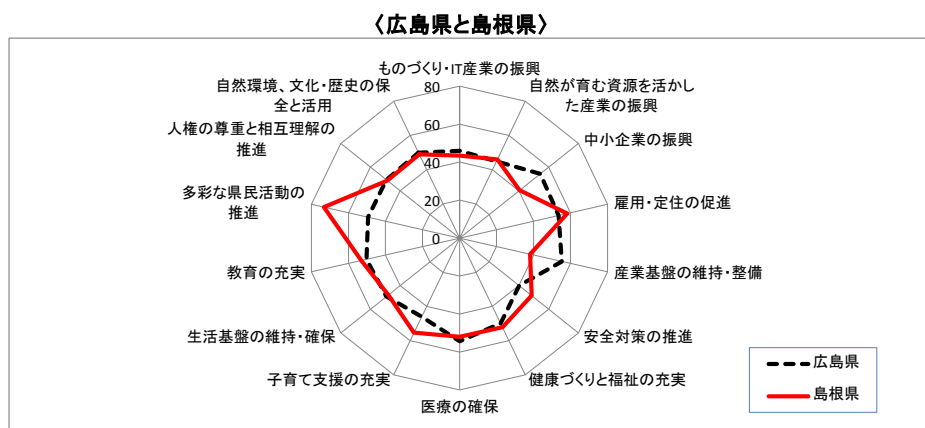 〈広島県と島根県〉
ものづくり・IT産業の振興
自然環境、文化・歴史の保
全と活用
自然が育む資源を活かし
た産業の振興
人権の尊重と相互理解の
推進
中小企業の振興
多彩な県民活動の
推進
雇用・定住の促進
教育の充実
産業基盤の維持・整備
生活基盤の維持・確保
安全対策の推進
子育て支援の充実
健康づくりと福祉の充実
医療の確保
80
60
40
20
0
広島県
島根県